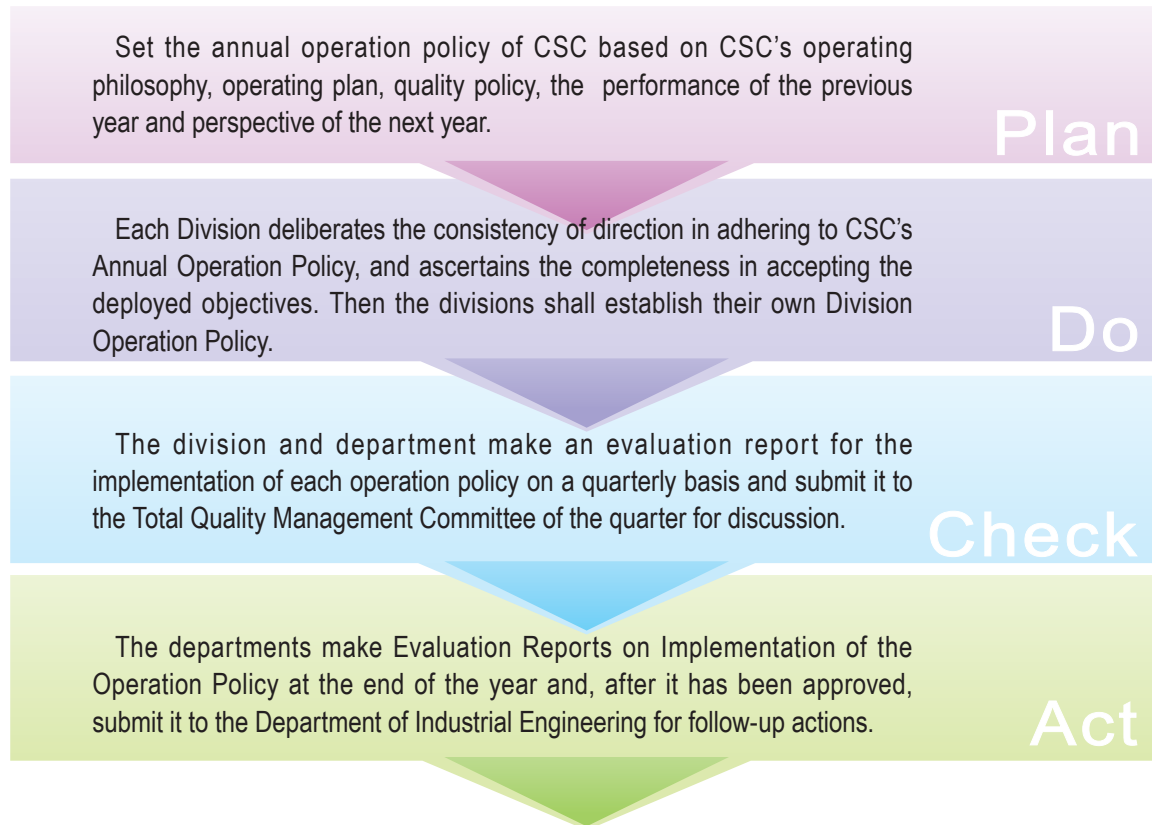 Set the annual operation policy of CSC based on CSC's operating
philosophy, operating plan, quality policy, the performance of the previous
year and perspective of the next year.
Plan
Each Division deliberates the consistency of direction in adhering to CSC's
Annual Operation Policy, and ascertains the completeness in accepting the
deployed objectives. Then the divisions shall establish their own Division
Operation Policy.
Do
The division and department make an evaluation report for the
implementation of each operation policy on a quarterly basis and submit it to
the Total Quality Management Committee of the quarter for discussion.
Check
The departments make Evaluation Reports on Implementation of the
Operation Policy at the end of the year and, after it has been approved,
submit it to the Department of Industrial Engineering for follow-up actions.
Act